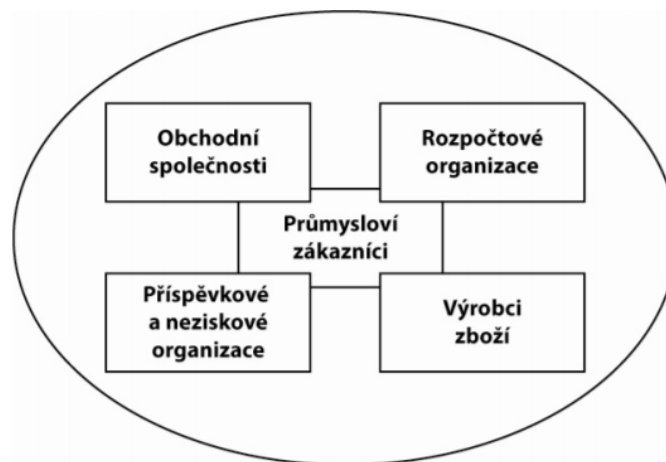 Obchodní
společnosti
Rozpočtové
organizace
Průmysloví
zákazníci
Příspěvkové
a neziskové
organizace
Výrobci
zboží